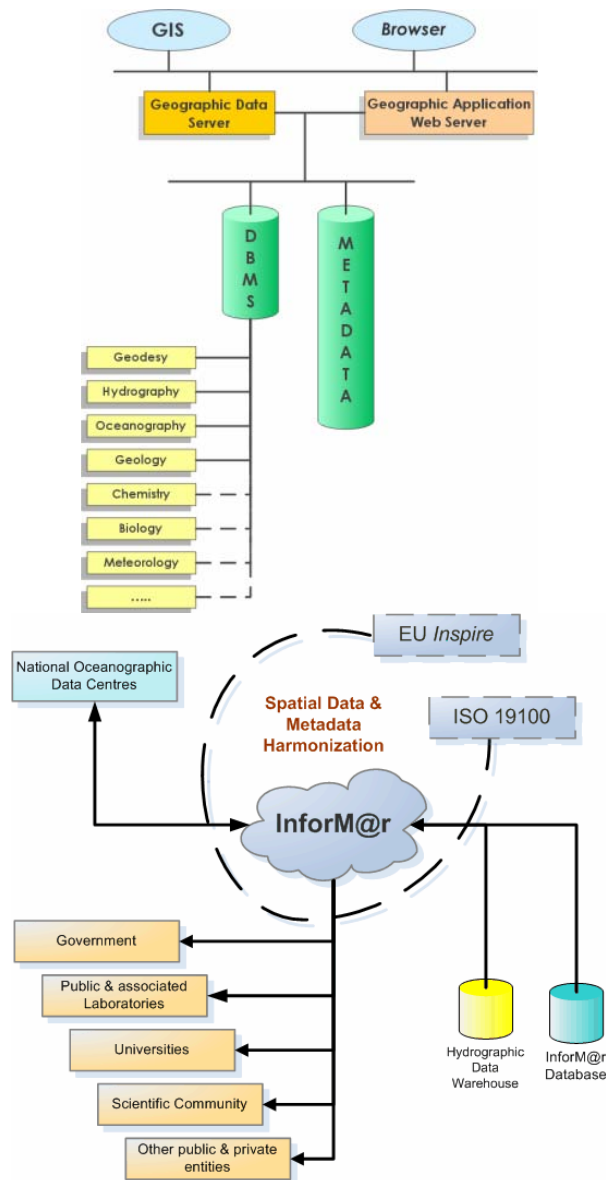 GIS
Browser
Geographic Data
Server
Geographic Application
Web Server
DBMS
METADATA
Geodesy
Hydrography
Oceanography
Geology
Chemistry
Biology
Meteorology
.....
EU Inspire
National Oceanographic
Data Centres
Spatial Data &
Metadata
Harmonization
ISO 19100
InforM@r
Government
Public & associated
Laboratories
Universities
Scientific Community
Other public & private
entities
Hydrographic
Data
Warehouse
InforM@r
Database